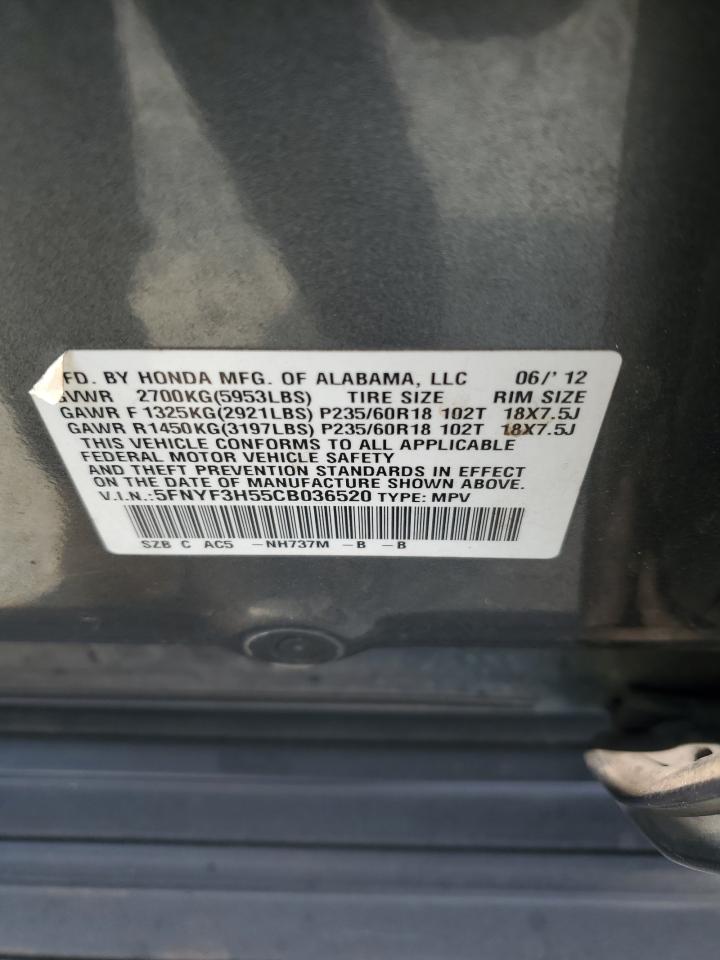 FD. BY HONDA MFG. OF ALABAMA, LLC 06/'12
GVWR 2700KG(5953LBS) TIRE SIZE RIM SIZE
GAWR F 1325KG(2921LBS) P235/60R18 102T 18X7.5J
GAWR R1450KG(3197LBS) P235/60R18 102T 18X7.5J
THIS VEHICLE CONFORMS TO ALL APPLICABLE
FEDERAL MOTOR VEHICLE SAFETY
AND THEFT PREVENTION STANDARDS IN EFFECT
ON THE DATE OF MANUFACTURE SHOWN ABOVE.
V.I.N.:5FNYF3H55CB036520 TYPE: MPV
SZB C AC5 -NH737M -B -B